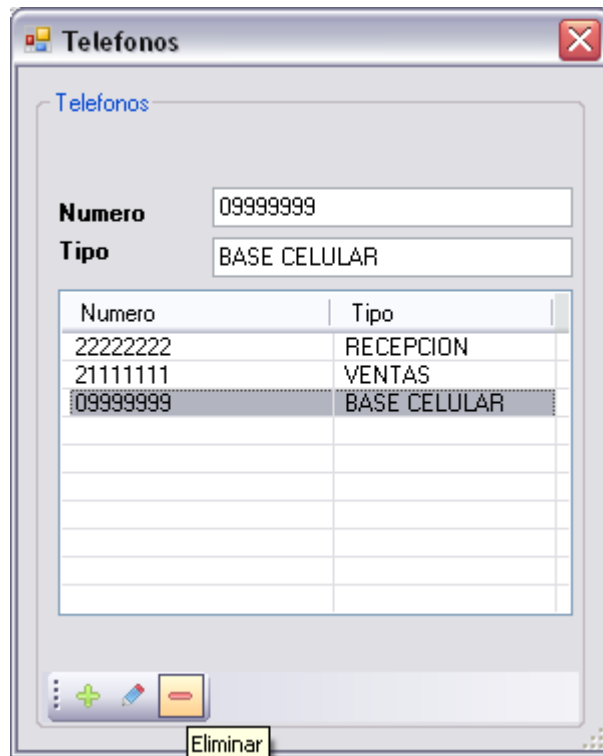 Telefonos
Telefonos
Numero 09999999
Tipo BASE CELULAR
Numero Tipo
22222222 RECEPCION
21111111 VENTAS
09999999 BASE CELULAR
Eliminar